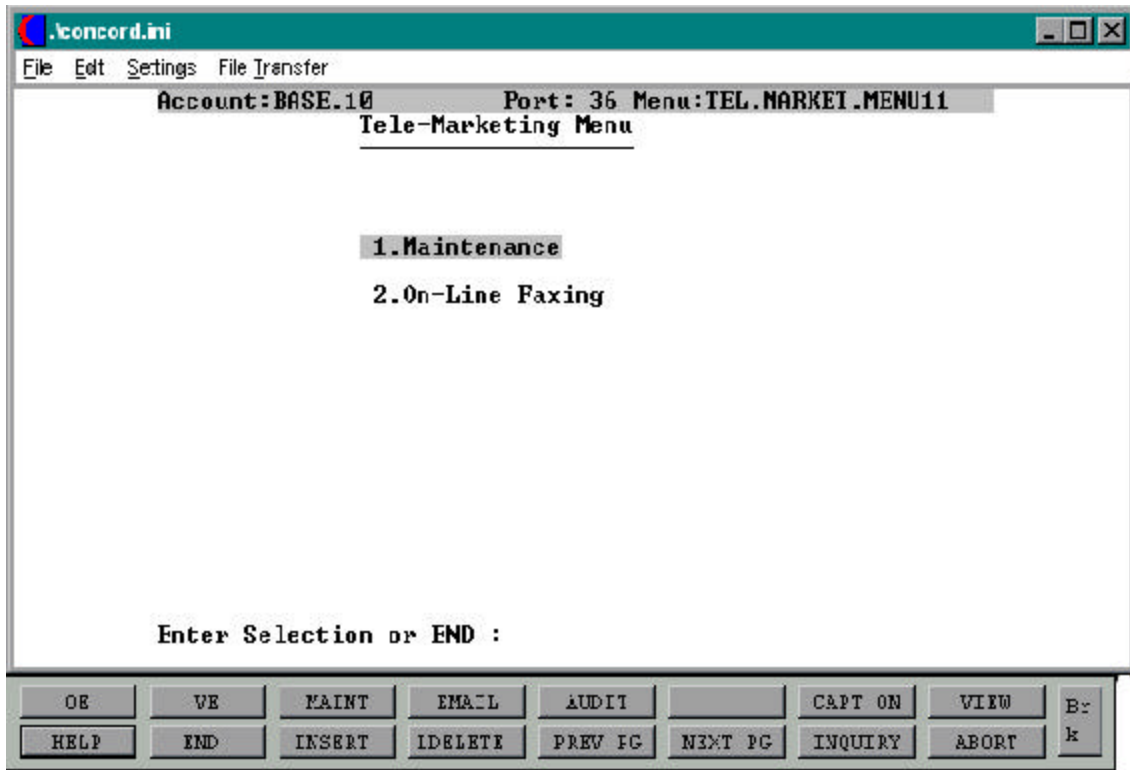 .\concord.ini
File Edit Settings File Transfer
Account:BASE.10 Port: 36 Menu:TEL.MARKET.MENU11
Tele-Marketing Menu
1.Maintenance
2.On-Line Faxing
Enter Selection or END :
OE VE MAINT EMAIL AUDIT CAPT ON VIEW Brk
HELP END INSERT IDELETE PREV PG NEXT PG INQUIRY ABORT